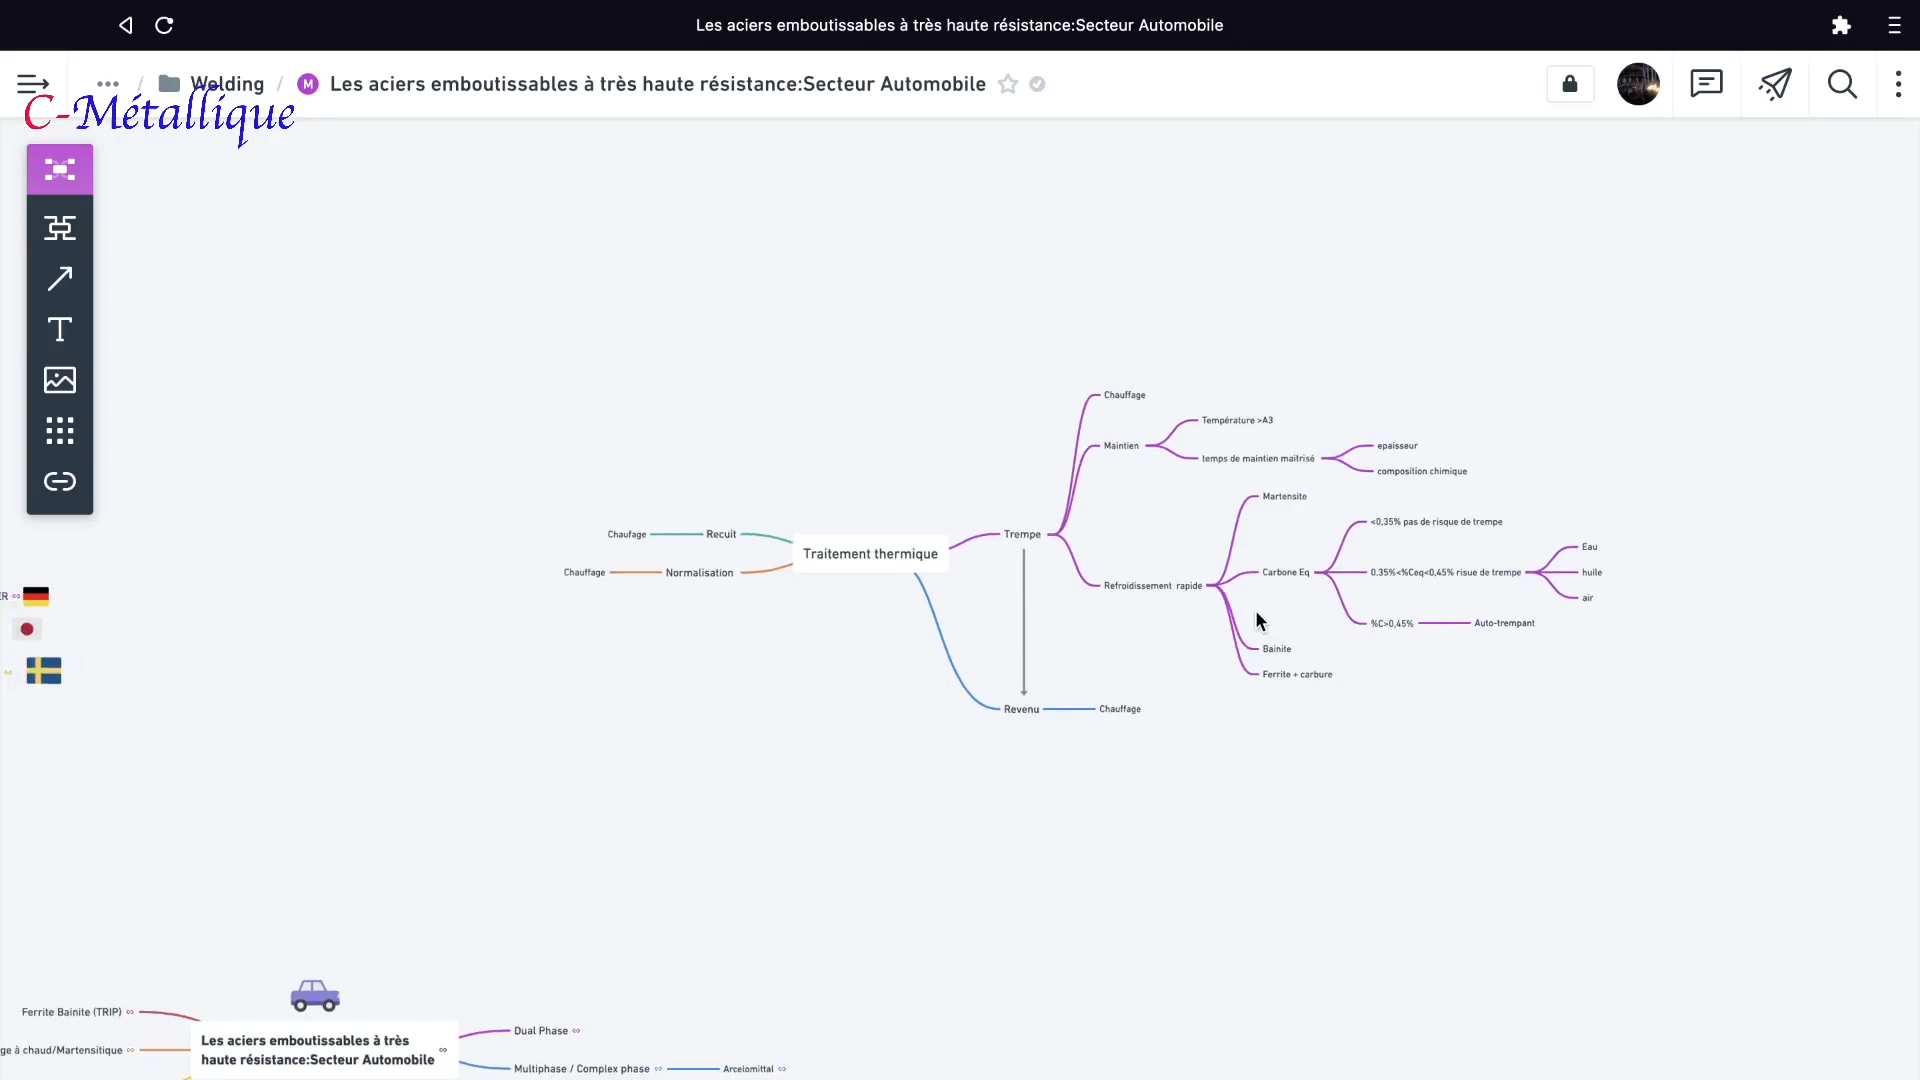 Les aciers emboutissables à très haute résistance:Secteur Automobile
Welding / M Les aciers emboutissables à très haute résistance:Secteur Automobile
C-Métallique
T
Chauffage
Température >A3
Maintien
epaisseur
temps de maintien maitrisé
composition chimique
Martensite
<0,35% pas de risque de trempe
Chaufage
Recuit
Trempe
Eau
Traitement thermique
Chauffage
Normalisation
Carbone Eq
0.35%<%Ceq<0,45% risue de trempe
huile
Refroidissement rapide
ER
air
%C>0,45%
Auto-trempant
Bainite
Ferrite + carbure
Revenu
Chauffage
Ferrite Bainite (TRIP)
Dual Phase
Les aciers emboutissables à très
haute résistance:Secteur Automobile
ge à chaud/Martensitique
Multiphase / Complex phase
Arcelomittal